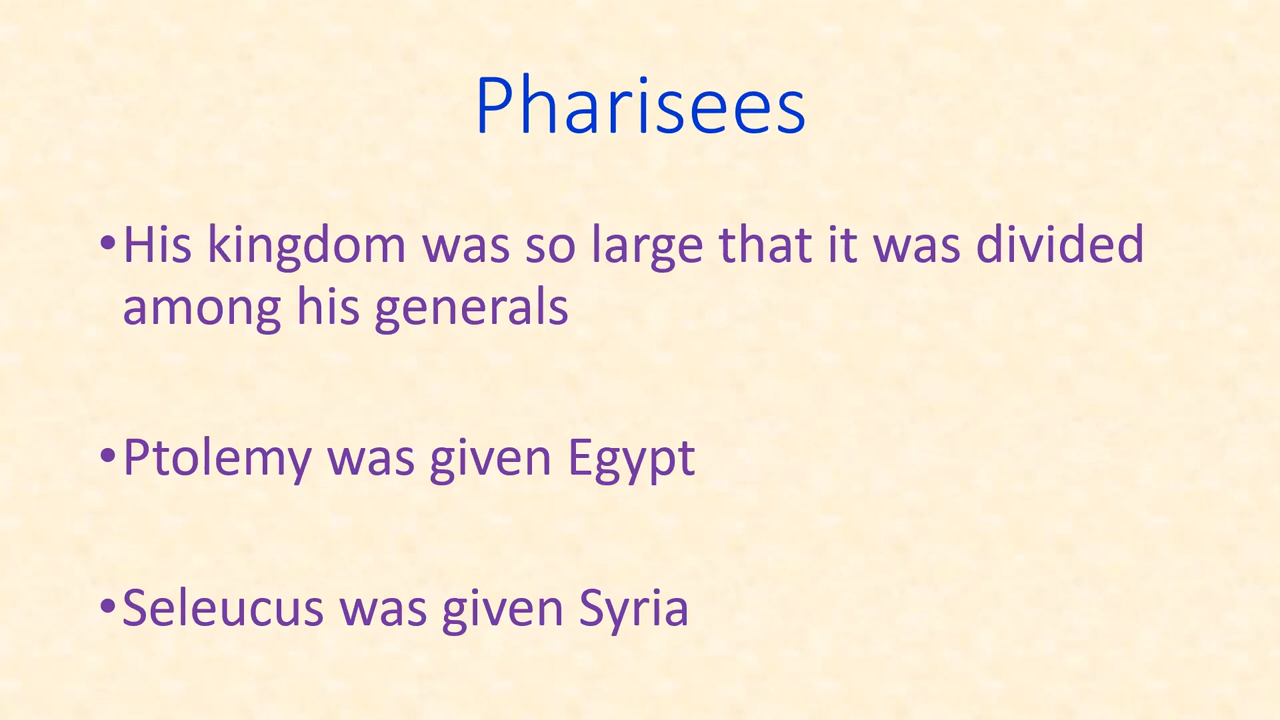 Pharisees
•His kingdom was so large that it was divided
among his generals
•Ptolemy was given Egypt
•Seleucus was given Syria